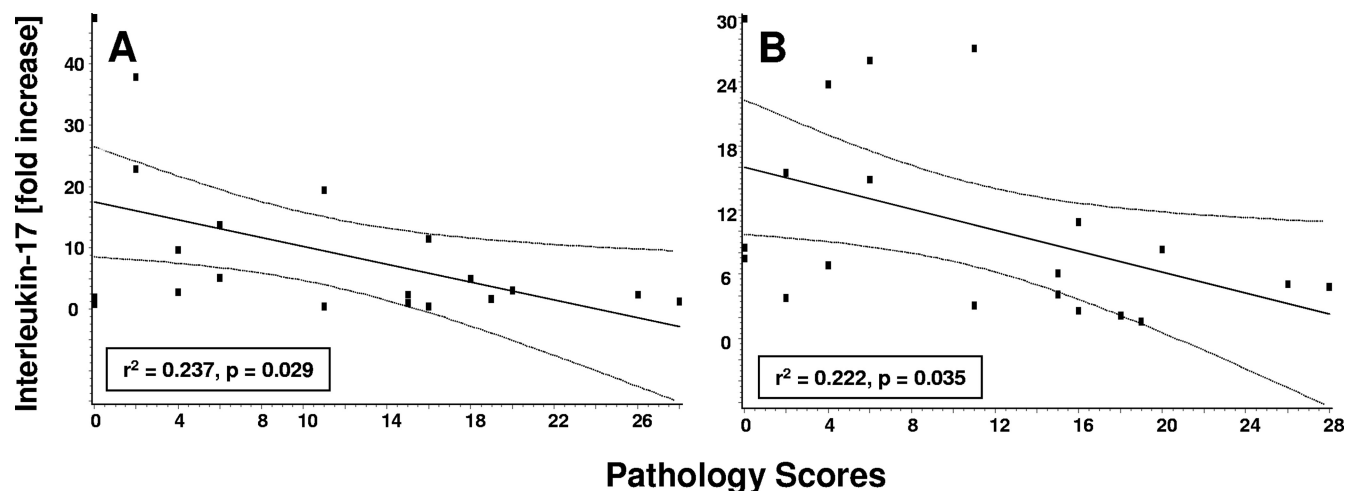 Interleukin-17 [fold increase]
A
40
30
20
10
0
r² = 0.237, p = 0.029
0 4 8 12 14 18 22 26
B
30
24
18
12
6
0
r² = 0.222, p = 0.035
0 4 8 12 16 20 24 28
Pathology Scores